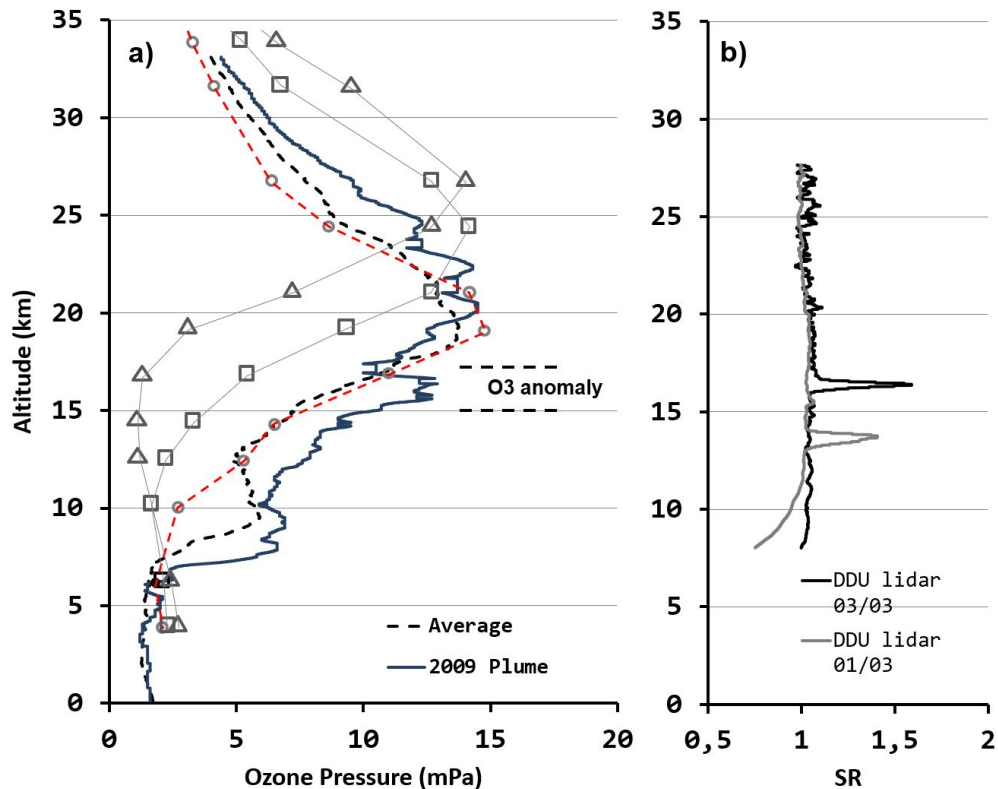 a)
35
30
25
20
15
10
5
0
Altitude (km)
0
5
10
15
20
Ozone Pressure (mPa)
O3 anomaly
Average
2009 Plume
b)
35
30
25
20
15
10
5
0
0,5
1
1,5
2
SR
DDU lidar
03/03
DDU lidar
01/03